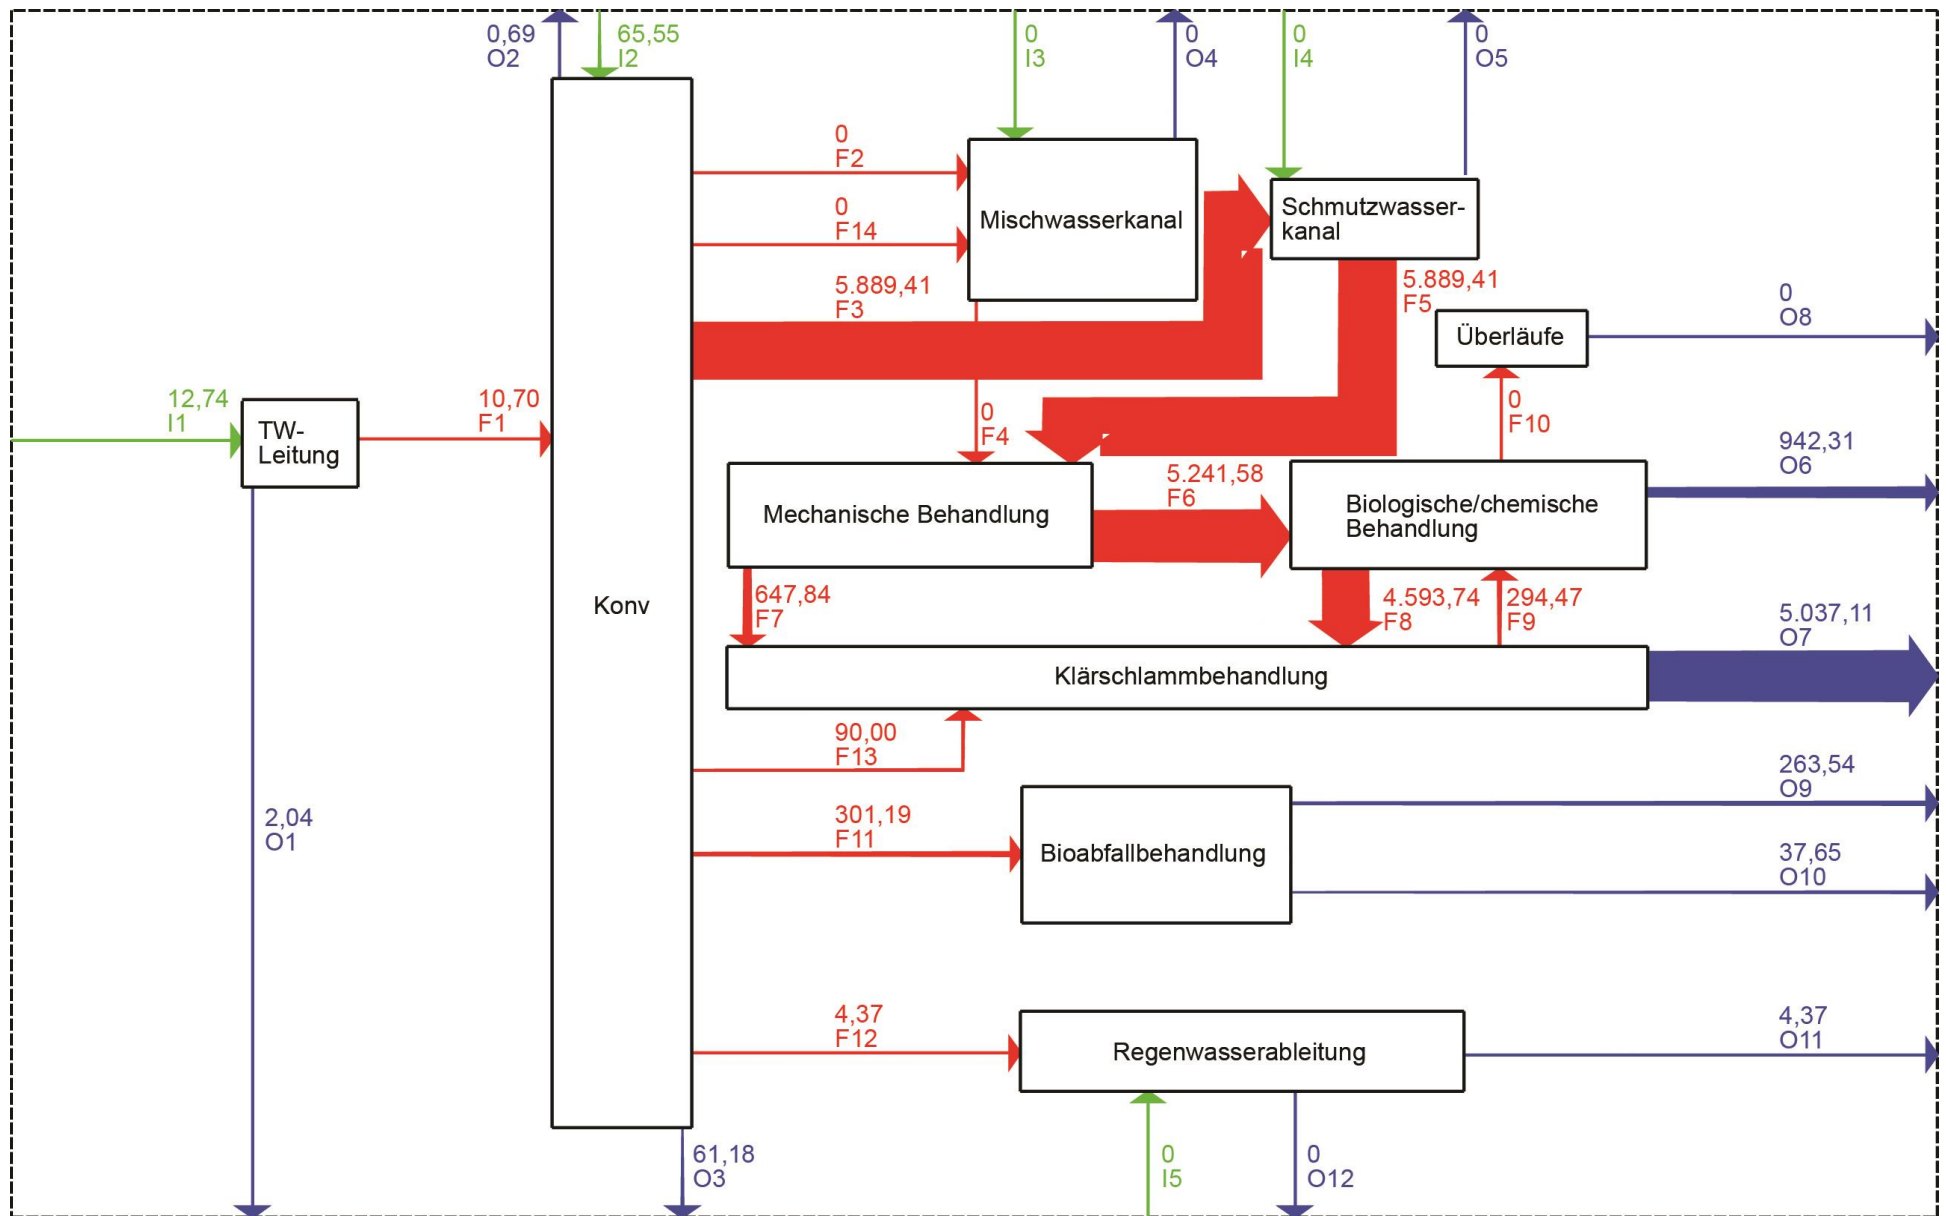 0,69
O2
65,55
I2
0
I3
0
O4
0
I4
0
O5
0
F2
Mischwasserkanal
Schmutzwasser-
kanal
0
F14
5.889,41
F3
5.889,41
F5
0
O8
Überläufe
12,74
I1
TW-
Leitung
10,70
F1
0
F4
0
F10
942,31
O6
Mechanische Behandlung
5.241,58
F6
Biologische/chemische
Behandlung
Konv
647,84
F7
4.593,74
F8
294,47
F9
5.037,11
O7
Klärschlammbehandlung
90,00
F13
263,54
O9
2,04
O1
301,19
F11
Bioabfallbehandlung
37,65
O10
4,37
F12
Regenwasserableitung
4,37
O11
61,18
O3
0
I5
0
O12